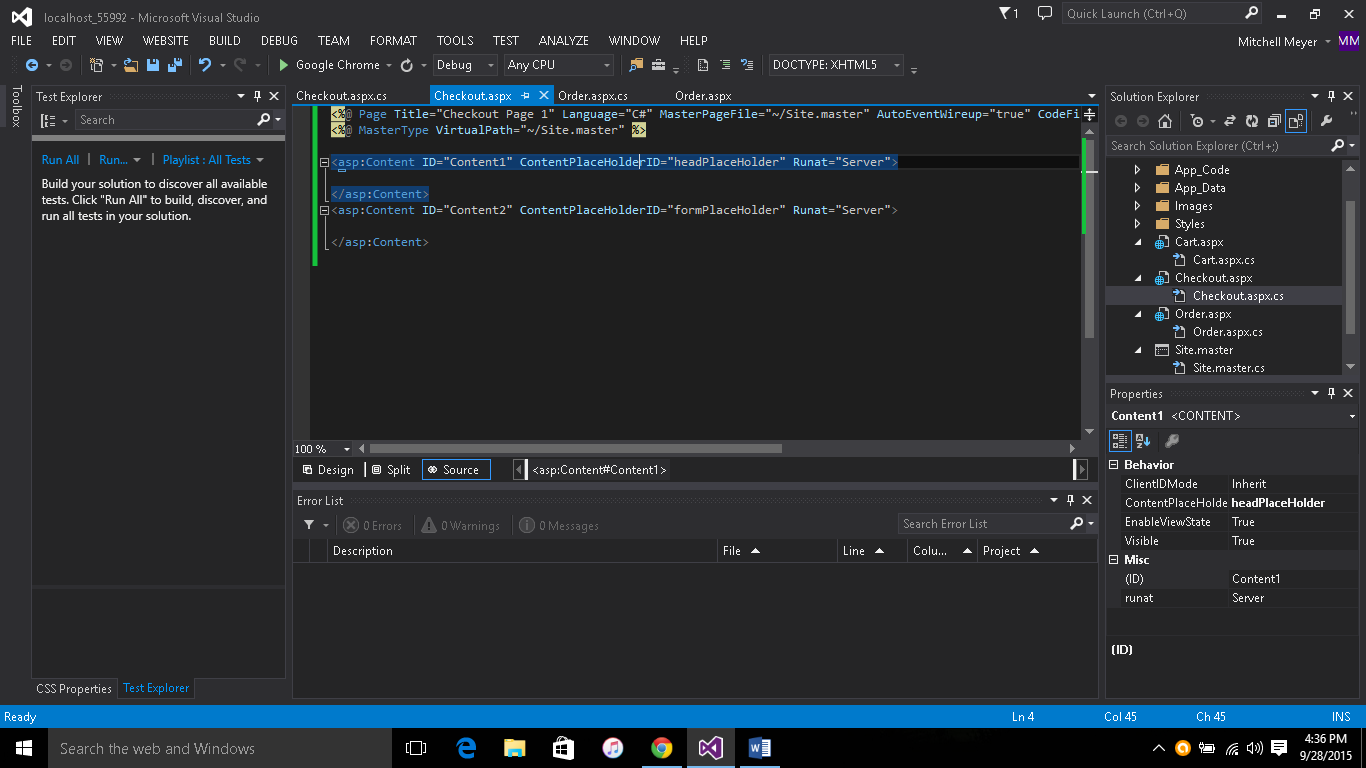 localhost_55992 - Microsoft Visual Studio
1
Quick Launch (Ctrl+Q)
FILE EDIT VIEW WEBSITE BUILD DEBUG TEAM FORMAT TOOLS TEST ANALYZE WINDOW HELP
Mitchell Meyer MM
Google Chrome Debug Any CPU DOCTYPE: XHTML5
Toolbox
Test Explorer
Search
Run All Run... Playlist : All Tests
Build your solution to discover all available
tests. Click "Run All" to build, discover, and
run all tests in your solution.
CSS Properties Test Explorer
Checkout.aspx.cs Checkout.aspx Order.aspx.cs Order.aspx
<%@ Page Title="Checkout Page 1" Language="C#" MasterPageFile="~/Site.master" AutoEventWireup="true" CodeFi
<%@ MasterType VirtualPath="~/Site.master" %>
<asp:Content ID="Content1" ContentPlaceHolderID="headPlaceHolder" Runat="Server">
</asp:Content>
<asp:Content ID="Content2" ContentPlaceHolderID="formPlaceHolder" Runat="Server">
</asp:Content>
100 %
Design Split Source <asp:Content#Content1>
Error List
0 Errors 0 Warnings 0 Messages Search Error List
Description File Line Colu... Project
Solution Explorer
Search Solution Explorer (Ctrl+;)
App_Code
App_Data
Images
Styles
Cart.aspx
Cart.aspx.cs
Checkout.aspx
Checkout.aspx.cs
Order.aspx
Order.aspx.cs
Site.master
Site.master.cs
Properties
Content1 <CONTENT>
Behavior
ClientIDMode Inherit
ContentPlaceHolde headPlaceHolder
EnableViewState True
Visible True
Misc
(ID) Content1
runat Server
(ID)
Ready Ln 4 Col 45 Ch 45 INS
Search the web and Windows
4:36 PM
9/28/2015